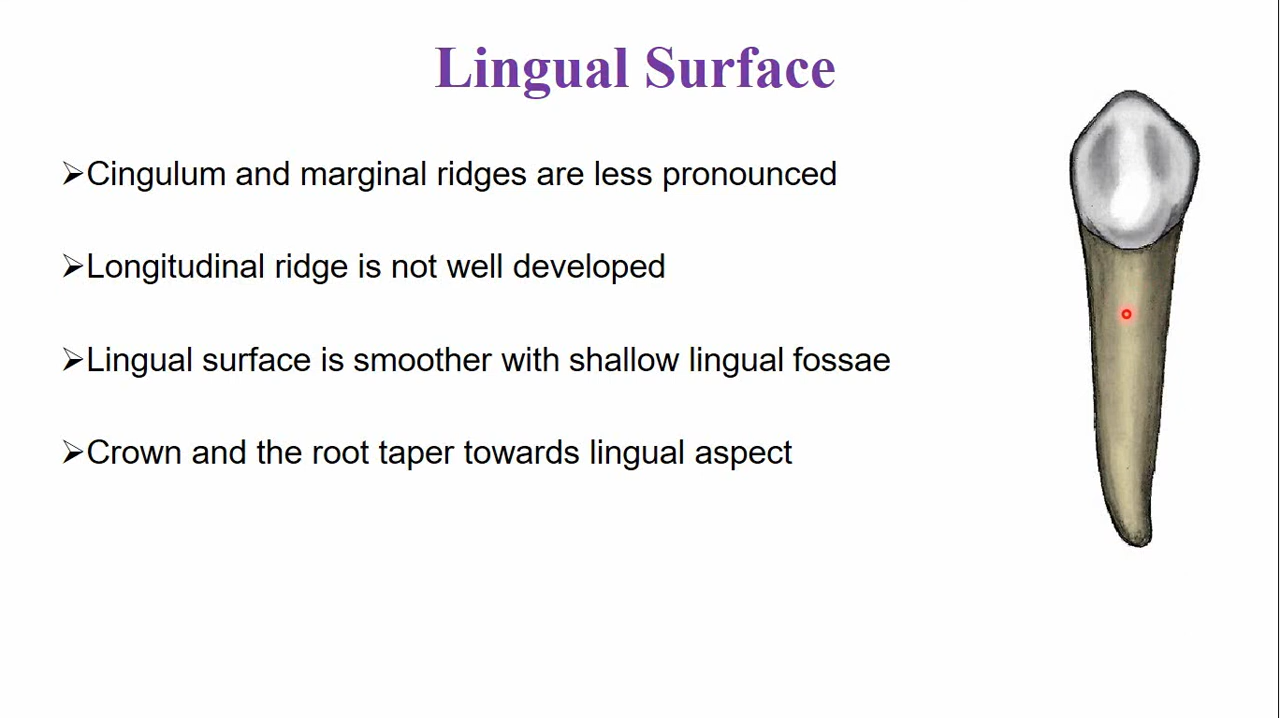 Lingual Surface
➢Cingulum and marginal ridges are less pronounced
➢Longitudinal ridge is not well developed
➢Lingual surface is smoother with shallow lingual fossae
➢Crown and the root taper towards lingual aspect